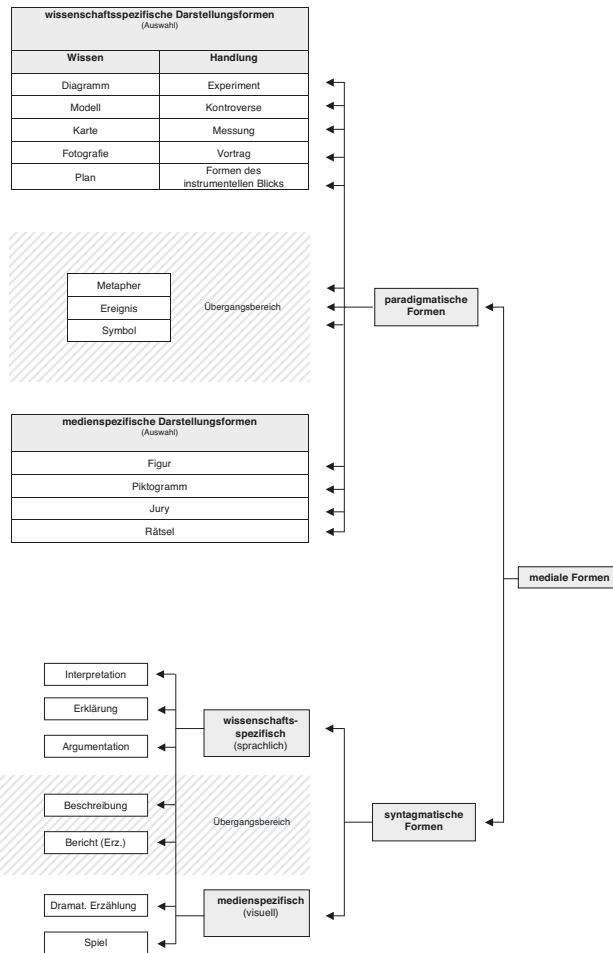 wissenschaftsspezifische Darstellungsformen
(Auswahl)
Wissen Handlung
Diagramm Experiment
Modell Kontroverse
Karte Messung
Fotografie Vortrag
Plan Formen des
instrumentellen Blicks
Metapher
Ereignis
Symbol
Übergangsbereich
paradigmatische
Formen
medienspezifische Darstellungsformen
(Auswahl)
Figur
Piktogramm
Jury
Rätsel
mediale Formen
Interpretation
Erklärung
Argumentation
wissenschafts-
spezifisch
(sprachlich)
Beschreibung
Bericht (Erz.)
Übergangsbereich
syntagmatische
Formen
Dramat. Erzählung
Spiel
medienspezifisch
(visuell)